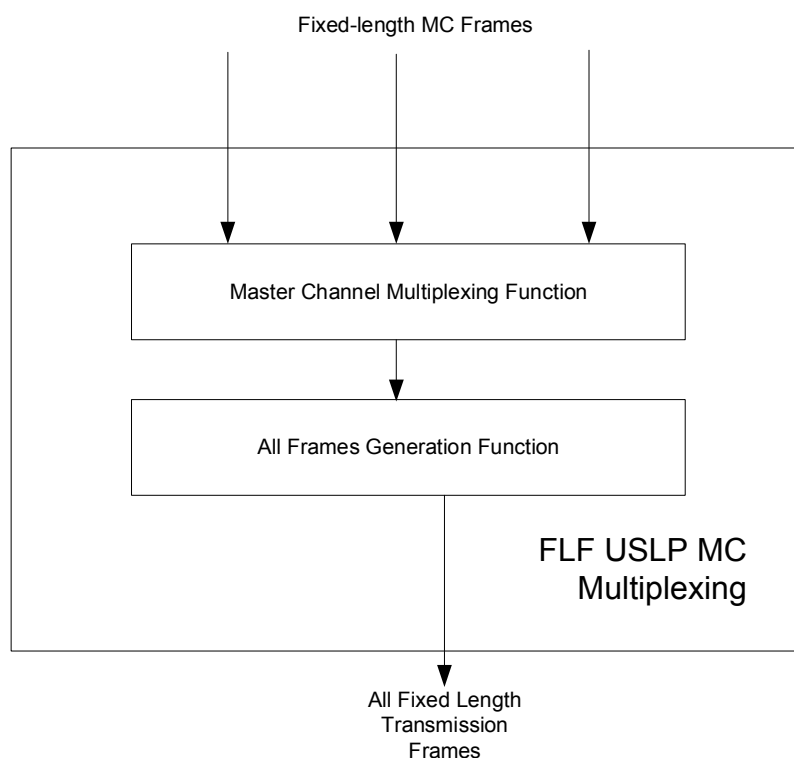 Fixed-length MC Frames
Master Channel Multiplexing Function
All Frames Generation Function
FLF USLP MC
Multiplexing
All Fixed Length
Transmission
Frames